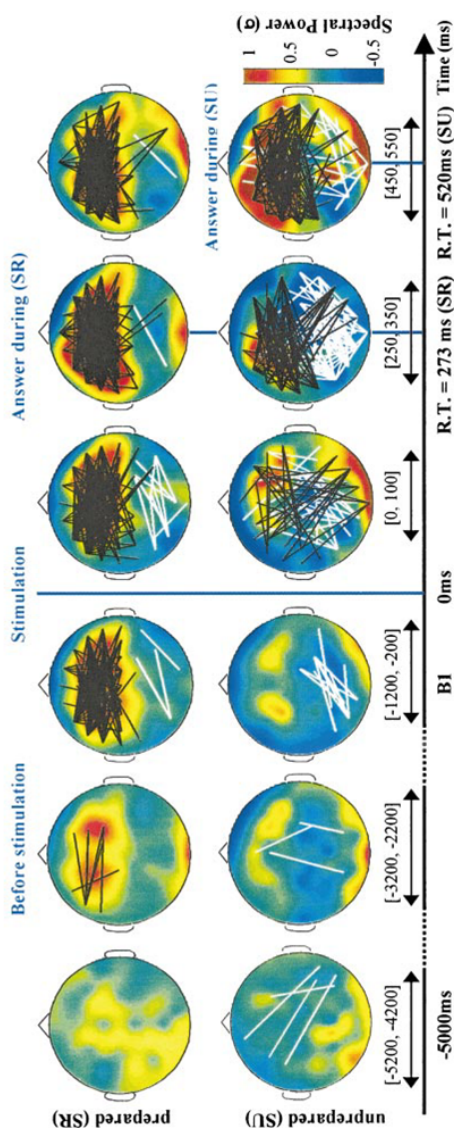 Before stimulation
Stimulation
Answer during (SR)
prepared (SR)
Answer during (SU)
unprepared (SU)
Spectral Power (σ)
1
0.5
0
-0.5
[-5200, -4200]
[-3200, -2200]
[-1200, -200]
[0, 100]
[250,350]
[450,550]
-5000ms
B1
0ms
R.T. = 273 ms (SR)
R.T. = 520ms (SU)
Time (ms)